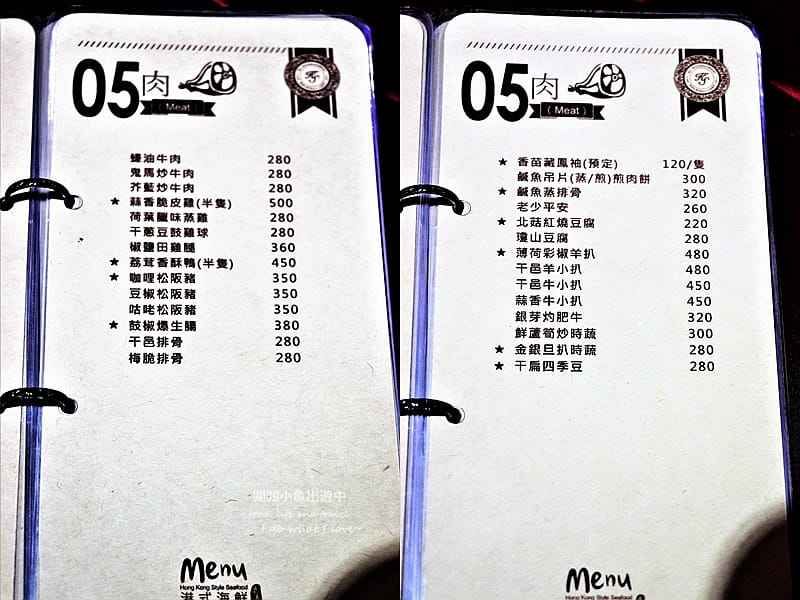 05 肉
( Meat )
蠔油牛肉 280
鬼馬炒牛肉 280
芥藍炒牛肉 280
★ 蒜香脆皮雞(半隻) 500
荷葉臘味蒸雞 280
干蔥豆豉雞球 280
椒鹽田雞腿 360
★ 荔茸香酥鴨(半隻) 450
★ 咖哩松阪豬 350
豆椒松阪豬 350
咕咾松阪豬 350
★ 豉椒爆生腸 380
干邑排骨 280
梅脆排骨 280
小魚出遊中
food, life and travel
I do what I love~
Menu
Hong Kong Style Seafood
港式海鮮
05 肉
( Meat )
★ 香苗藏鳳袖(預定) 120/隻
鹹魚吊片(蒸/煎)煎肉餅 300
★ 鹹魚蒸排骨 320
老少平安 260
★ 北菇紅燒豆腐 220
瓊山豆腐 280
★ 薄荷彩椒羊扒 480
干邑羊小扒 480
干邑牛小扒 450
蒜香牛小扒 450
銀芽灼肥牛 320
鮮蘆筍炒時蔬 300
★ 金銀旦扒時蔬 280
★ 干扁四季豆 280
Menu
Hong Kong Style Seafood